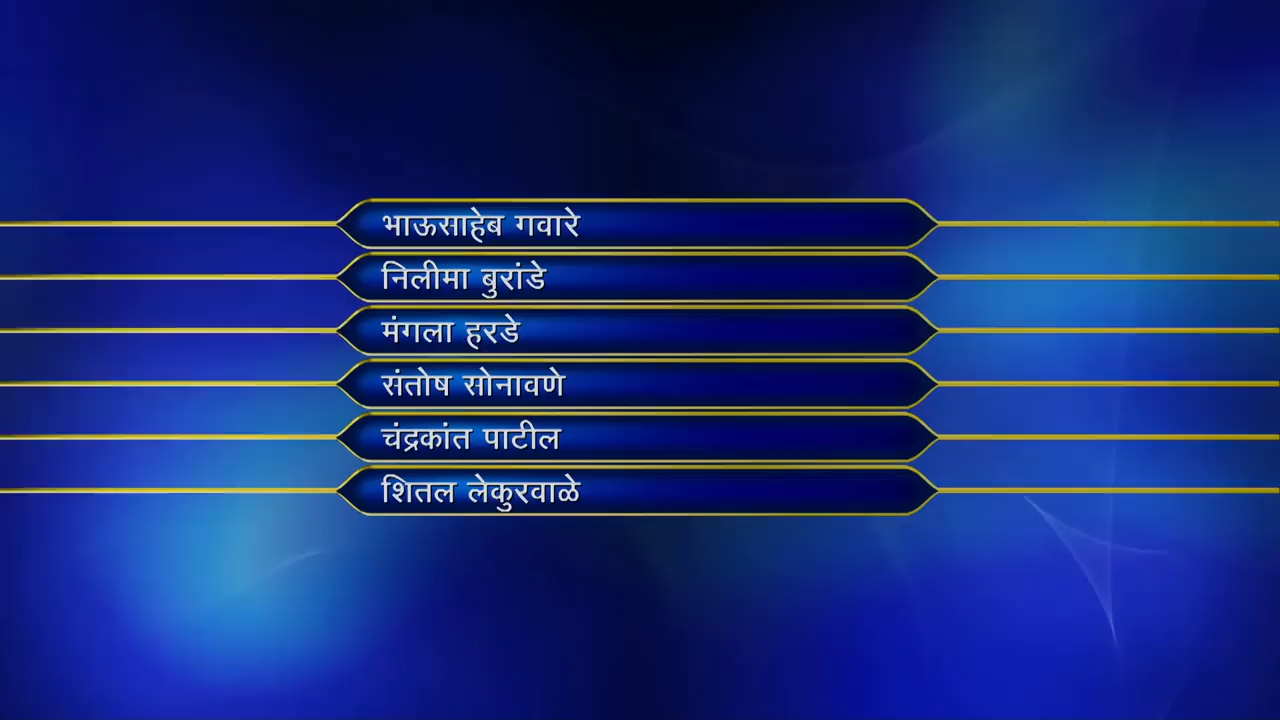 भाऊसाहेब गवारे
निलीमा बुरांडे
मंगला हरडे
संतोष सोनावणे
चंद्रकांत पाटील
शितल लेकुरवाळे